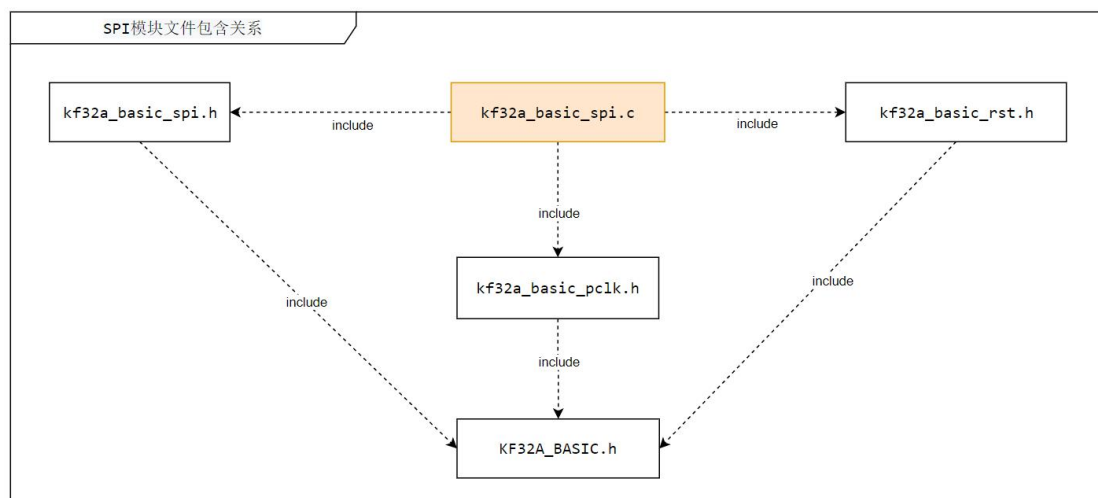 SPI模块文件包含关系
kf32a_basic_spi.h
kf32a_basic_spi.c
kf32a_basic_rst.h
include
include
include
kf32a_basic_pclk.h
include
include
include
KF32A_BASIC.h